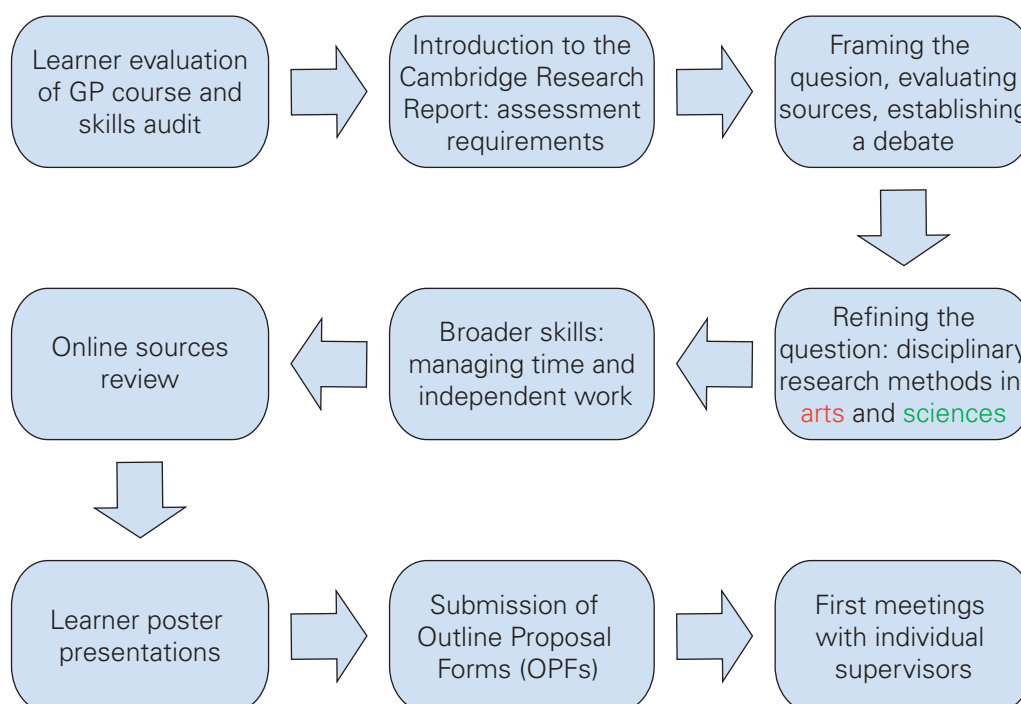 Learner evaluation
of GP course and
skills audit
Introduction to the
Cambridge Research
Report: assessment
requirements
Framing the
quesion, evaluating
sources, establishing
a debate
Refining the
question: disciplinary
research methods in
arts and sciences
Broader skills:
managing time and
independent work
Online sources
review
Learner poster
presentations
Submission of
Outline Proposal
Forms (OPFs)
First meetings
with individual
supervisors